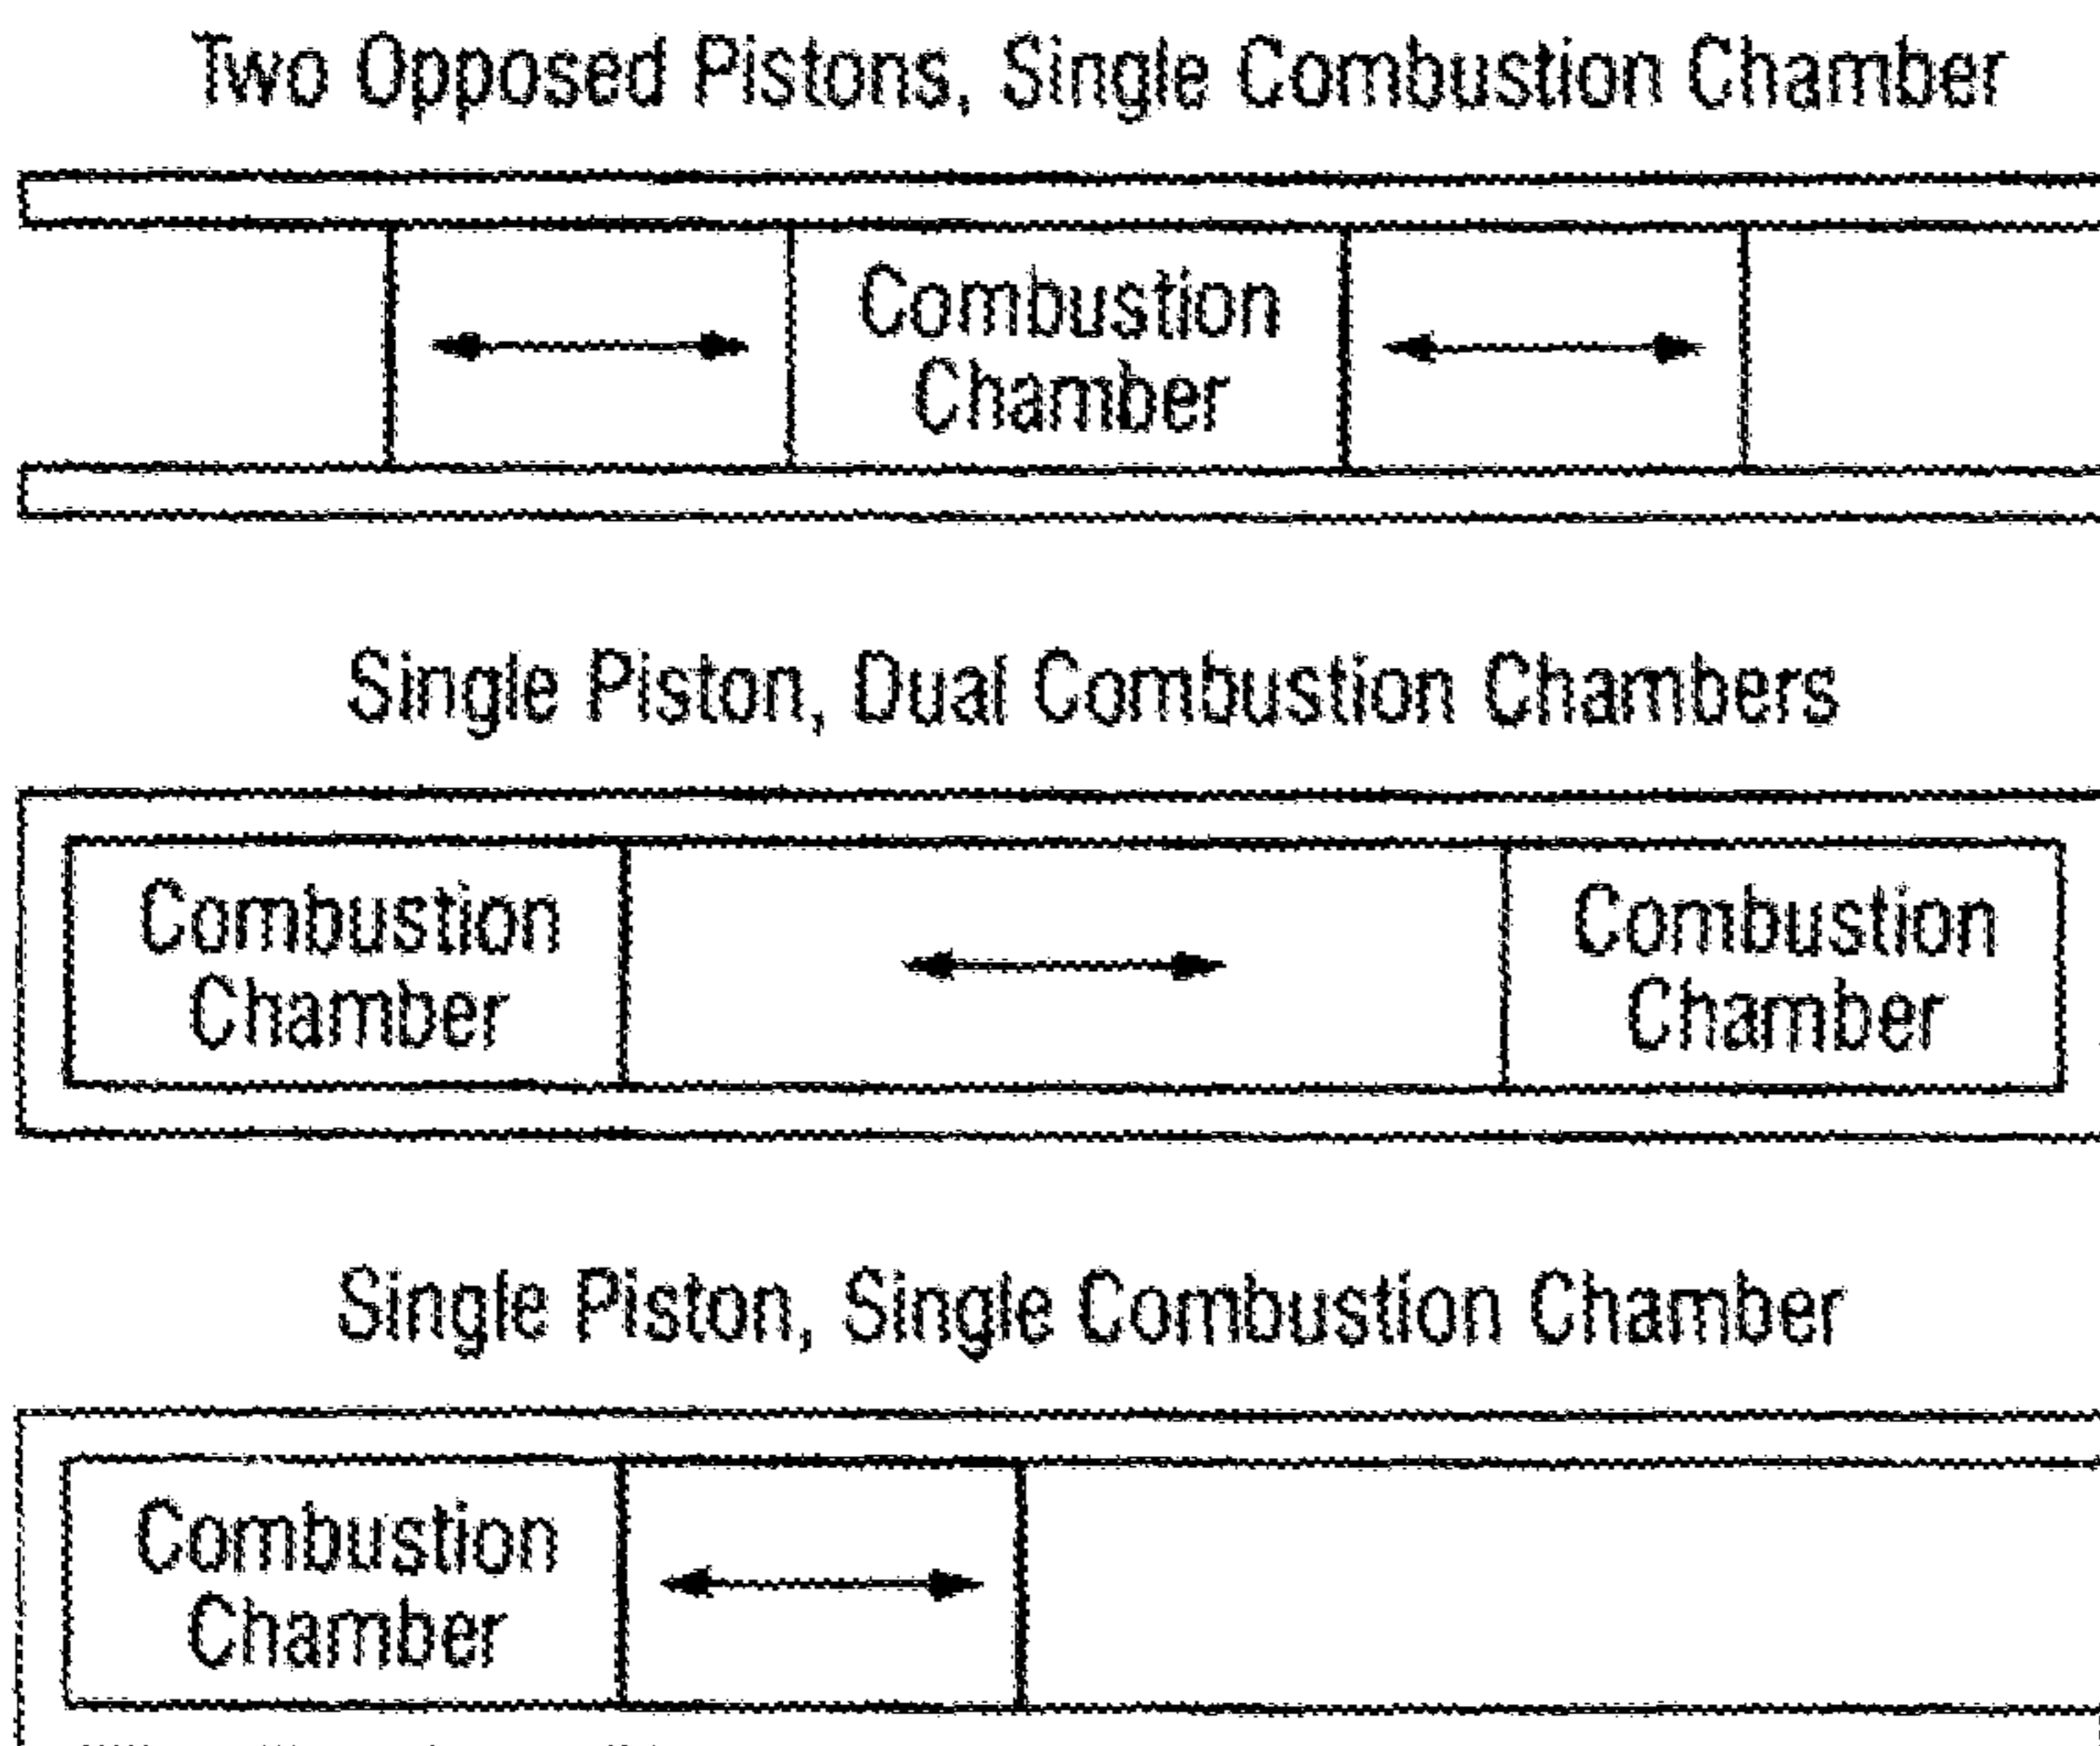 Two Opposed Pistons, Single Combustion Chamber
Combustion
Chamber
Single Piston, Dual Combustion Chambers
Combustion
Chamber
Combustion
Chamber
Single Piston, Single Combustion Chamber
Combustion
Chamber